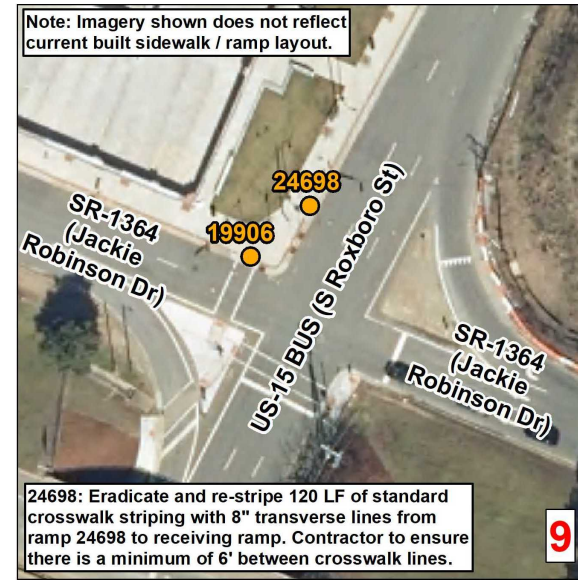 Note: Imagery shown does not reflect
current built sidewalk / ramp layout.
24698
19906
SR-1364
(Jackie
Robinson Dr)
US-15 BUS (S Roxboro St)
SR-1364
(Jackie
Robinson Dr)
24698: Eradicate and re-stripe 120 LF of standard
crosswalk striping with 8" transverse lines from
ramp 24698 to receiving ramp. Contractor to ensure
there is a minimum of 6' between crosswalk lines.
9